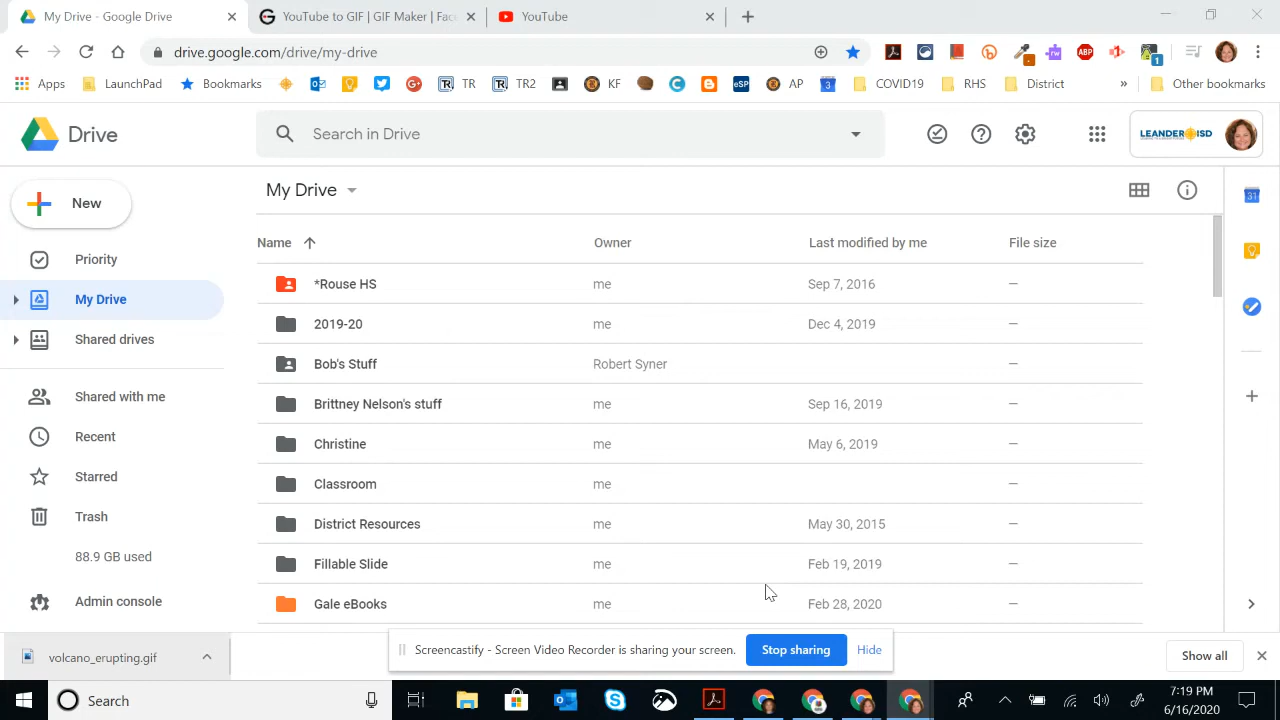 My Drive - Google Drive
YouTube to GIF | GIF Maker | Fac
YouTube
drive.google.com/drive/my-drive
ABP
1
Apps
LaunchPad
Bookmarks
TR
TR2
KF
eSP
AP
3
COVID19
RHS
District
»
Other bookmarks
Drive
Search in Drive
LEANDER ISD
New
My Drive
31
Priority
Name
Owner
Last modified by me
File size
My Drive
*Rouse HS
me
Sep 7, 2016
—
2019-20
me
Dec 4, 2019
—
Shared drives
Bob's Stuff
Robert Syner
—
Shared with me
Brittney Nelson's stuff
me
Sep 16, 2019
—
Recent
Christine
me
May 6, 2019
—
Starred
Classroom
me
—
Trash
District Resources
me
May 30, 2015
—
88.9 GB used
Fillable Slide
me
Feb 19, 2019
—
Admin console
Gale eBooks
me
Feb 28, 2020
—
volcano_erupting.gif
Screencastify - Screen Video Recorder is sharing your screen.
Stop sharing
Hide
Show all
Search
7:19 PM
6/16/2020